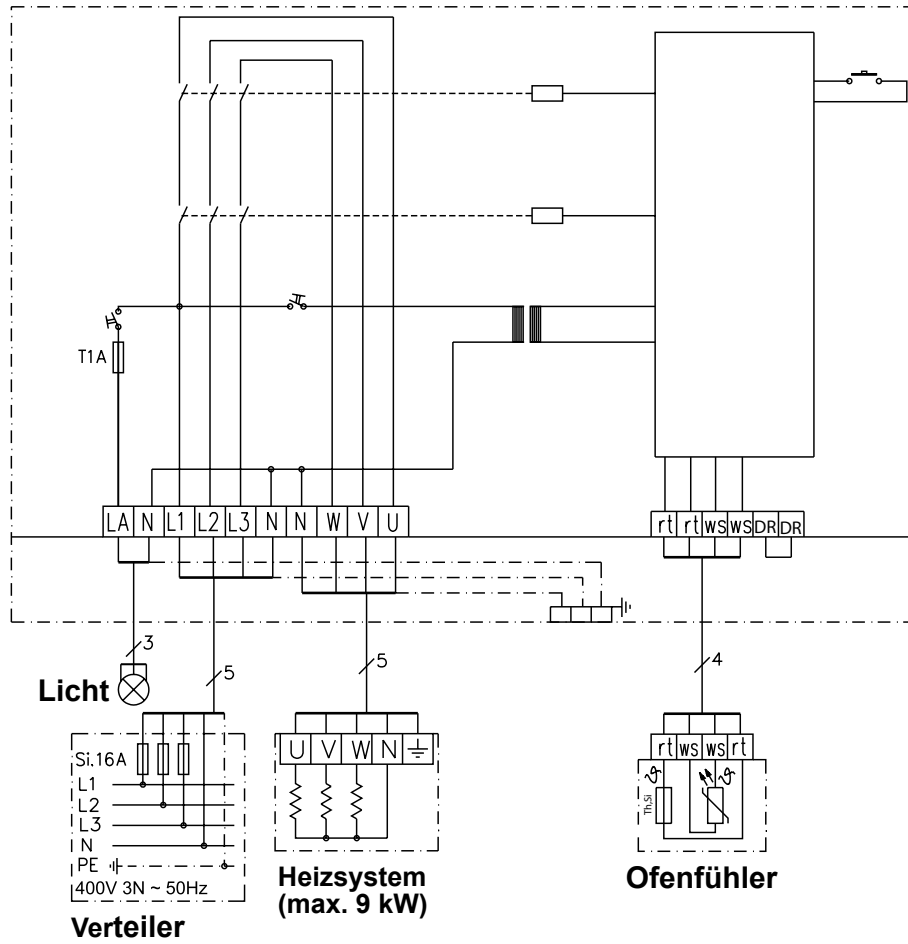 T1A
LA N L1 L2 L3 N N W V U
rt rt ws ws DR DR
3
5
5
4
Licht
Si.16A
L1
L2
L3
N
PE
400V 3N ~ 50Hz
Verteiler
U V W N
Heizsystem
(max. 9 kW)
rt ws ws rt
ϑ ϑ
Th,Si
Ofenfühler